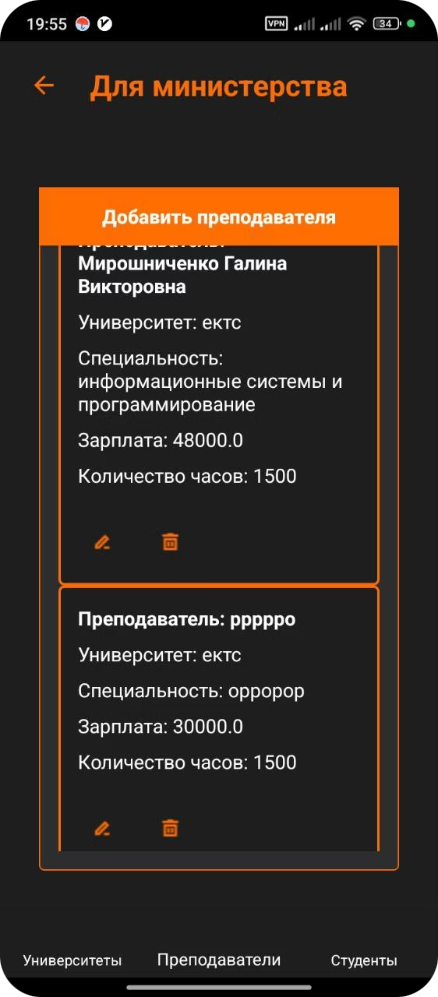 19:55 VPN 34
Для министерства
Добавить преподавателя
Преподаватель:
Мирошниченко Галина
Викторовна
Университет: ектс
Специальность:
информационные системы и
программирование
Зарплата: 48000.0
Количество часов: 1500
Преподаватель: ррррро
Университет: ектс
Специальность: орророр
Зарплата: 30000.0
Количество часов: 1500
Университеты Преподаватели Студенты